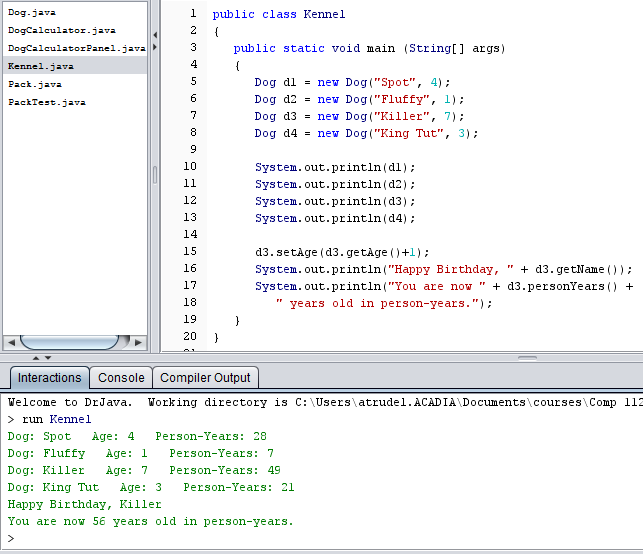 Dog.java
DogCalculator.java
DogCalculatorPanel.java
Kennel.java
Pack.java
PackTest.java
1 public class Kennel
2 {
3 public static void main (String[] args)
4 {
5 Dog d1 = new Dog("Spot", 4);
6 Dog d2 = new Dog("Fluffy", 1);
7 Dog d3 = new Dog("Killer", 7);
8 Dog d4 = new Dog("King Tut", 3);
9
10 System.out.println(d1);
11 System.out.println(d2);
12 System.out.println(d3);
13 System.out.println(d4);
14
15 d3.setAge(d3.getAge()+1);
16 System.out.println("Happy Birthday, " + d3.getName());
17 System.out.println("You are now " + d3.personYears() +
18 " years old in person-years.");
19 }
20 }
Interactions Console Compiler Output
Welcome to DrJava. Working directory is C:\Users\atrudel.ACADIA\Documents\courses\Comp 112
> run Kennel
Dog: Spot Age: 4 Person-Years: 28
Dog: Fluffy Age: 1 Person-Years: 7
Dog: Killer Age: 7 Person-Years: 49
Dog: King Tut Age: 3 Person-Years: 21
Happy Birthday, Killer
You are now 56 years old in person-years.
>